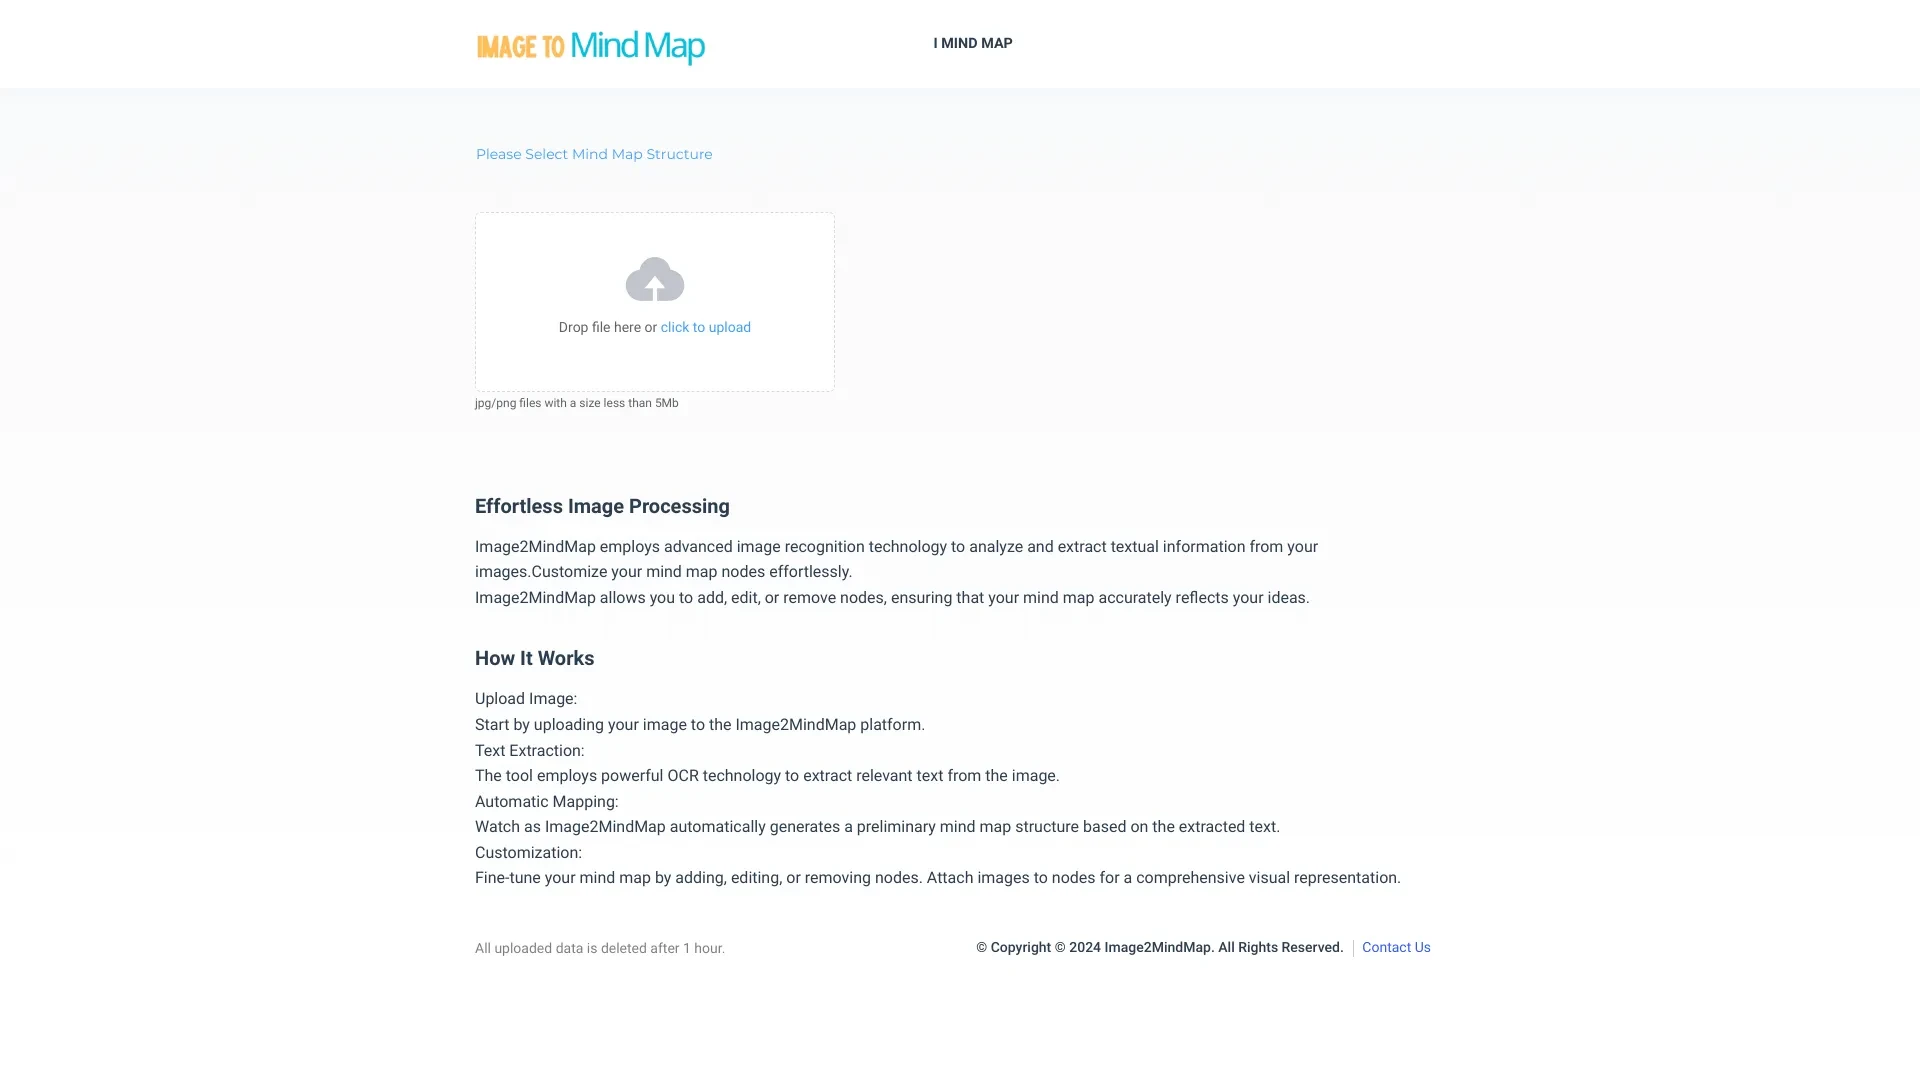 IMAGE TO Mind Map
I MIND MAP
Please Select Mind Map Structure
Drop file here or click to upload
jpg/png files with a size less than 5Mb
Effortless Image Processing
Image2MindMap employs advanced image recognition technology to analyze and extract textual information from your
images.Customize your mind map nodes effortlessly.
Image2MindMap allows you to add, edit, or remove nodes, ensuring that your mind map accurately reflects your ideas.
How It Works
Upload Image:
Start by uploading your image to the Image2MindMap platform.
Text Extraction:
The tool employs powerful OCR technology to extract relevant text from the image.
Automatic Mapping:
Watch as Image2MindMap automatically generates a preliminary mind map structure based on the extracted text.
Customization:
Fine-tune your mind map by adding, editing, or removing nodes. Attach images to nodes for a comprehensive visual representation.
All uploaded data is deleted after 1 hour.
© Copyright © 2024 Image2MindMap. All Rights Reserved. Contact Us